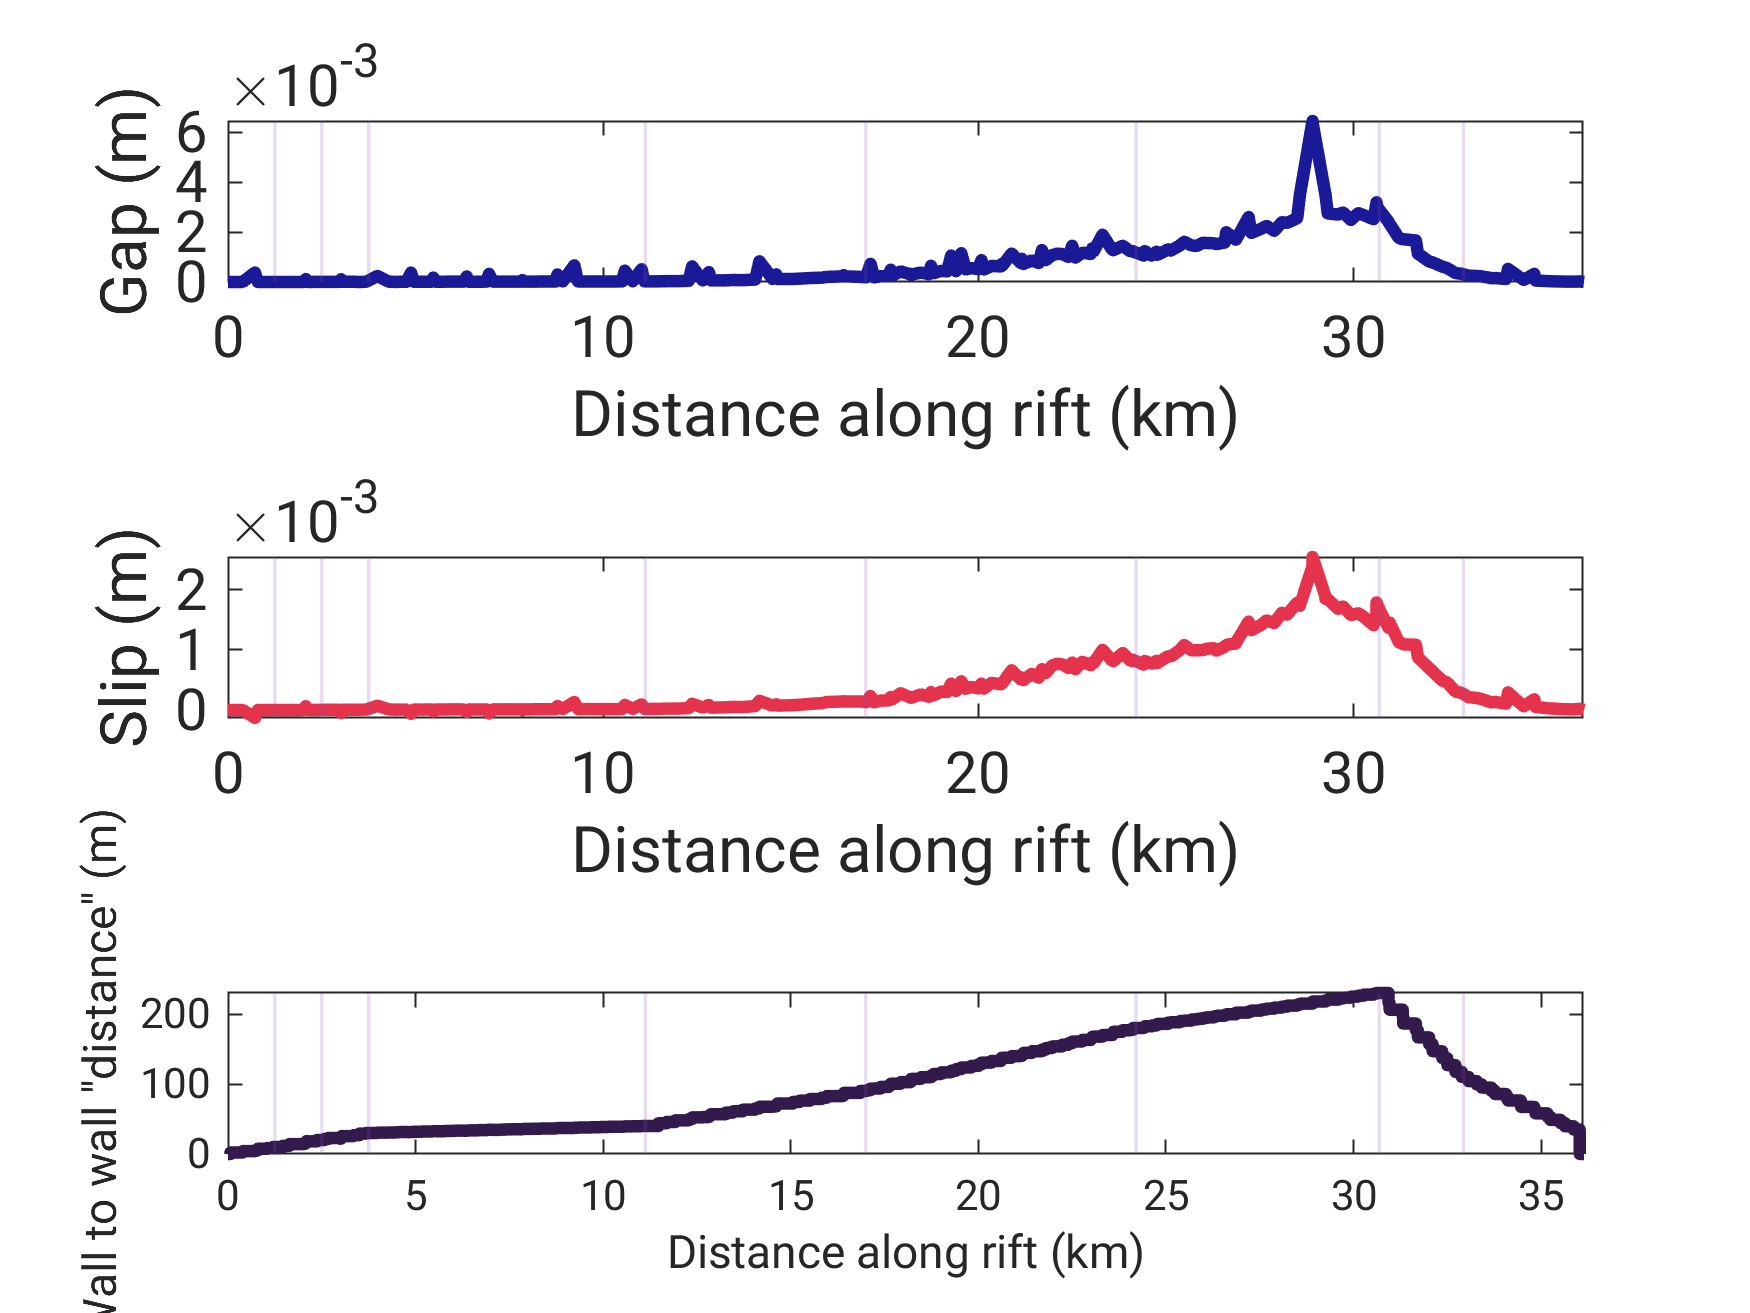 ×10-3
Gap (m)
6
4
2
0
0 10 20 30
Distance along rift (km)
×10-3
Slip (m)
2
1
0
0 10 20 30
Distance along rift (km)
to wall "distance" (m)
200
100
0
0 5 10 15 20 25 30 35
Distance along rift (km)